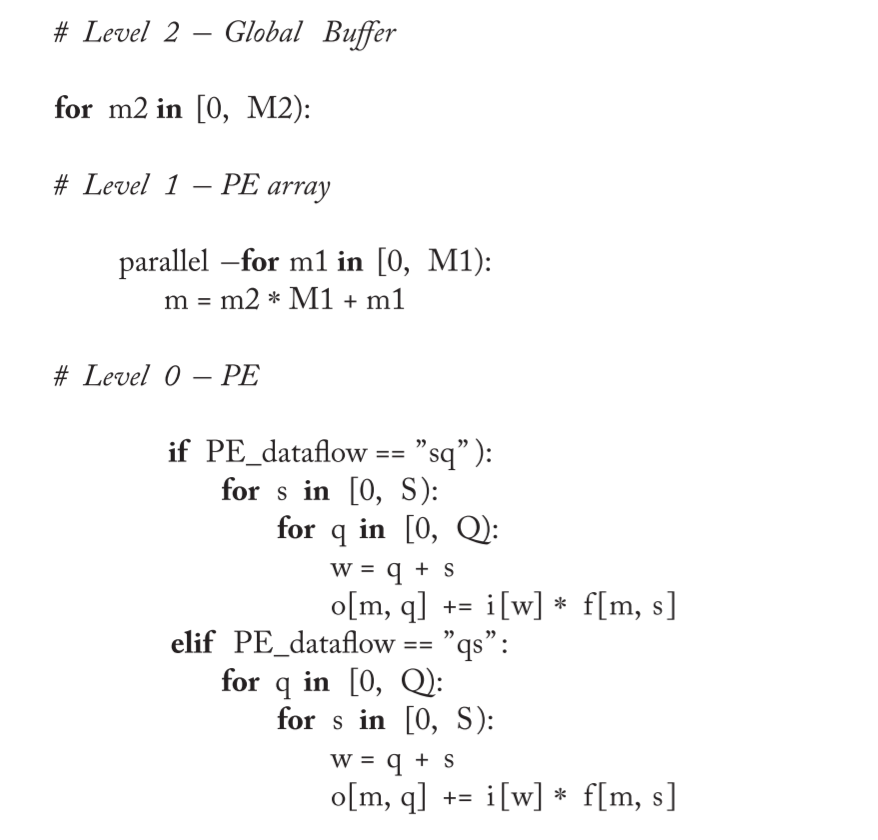 # Level 2 – Global Buffer
for m2 in [0, M2):
# Level 1 – PE array
parallel –for m1 in [0, M1):
m = m2 * M1 + m1
# Level 0 – PE
if PE_dataflow == ”sq”):
for s in [0, S):
for q in [0, Q):
w = q + s
o[m, q] += i[w] * f[m, s]
elif PE_dataflow == ”qs”:
for q in [0, Q):
for s in [0, S):
w = q + s
o[m, q] += i[w] * f[m, s]